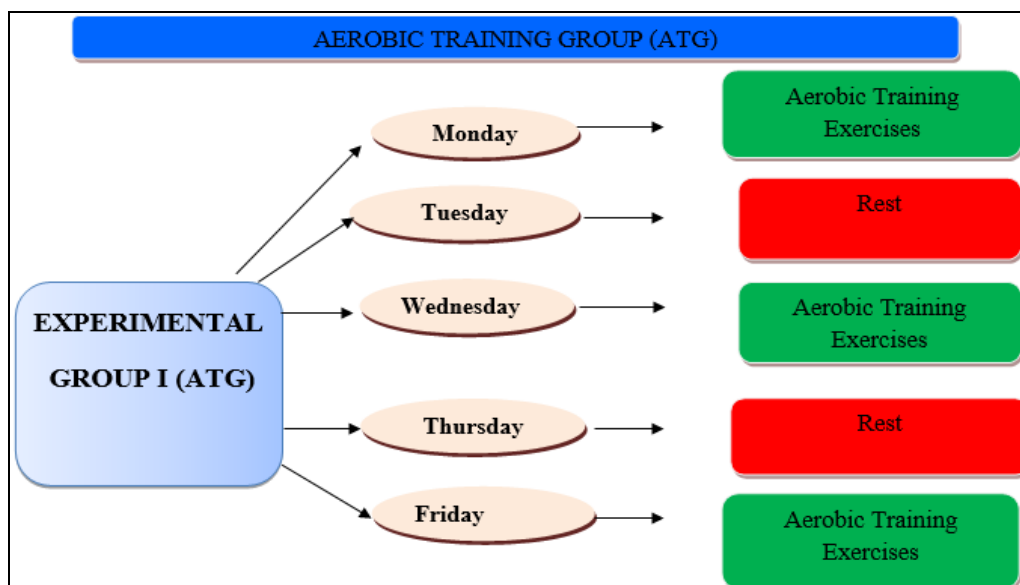 AEROBIC TRAINING GROUP (ATG)
EXPERIMENTAL
GROUP I (ATG)
Monday
Aerobic Training
Exercises
Tuesday
Rest
Wednesday
Aerobic Training
Exercises
Thursday
Rest
Friday
Aerobic Training
Exercises